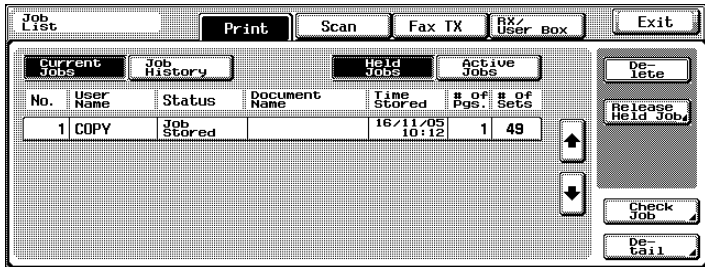 Job
List
Print
Scan
Fax TX
RX/
User Box
Exit
Current
Jobs
Job
History
Held
Jobs
Active
Jobs
De-
lete
No.
User
Name
Status
Document
Name
Time
Stored
# of
Pgs.
# of
Sets
Release
Held Job
1
COPY
Job
Stored
16/11/05
10:12
1
49
Check
Job
De-
tail